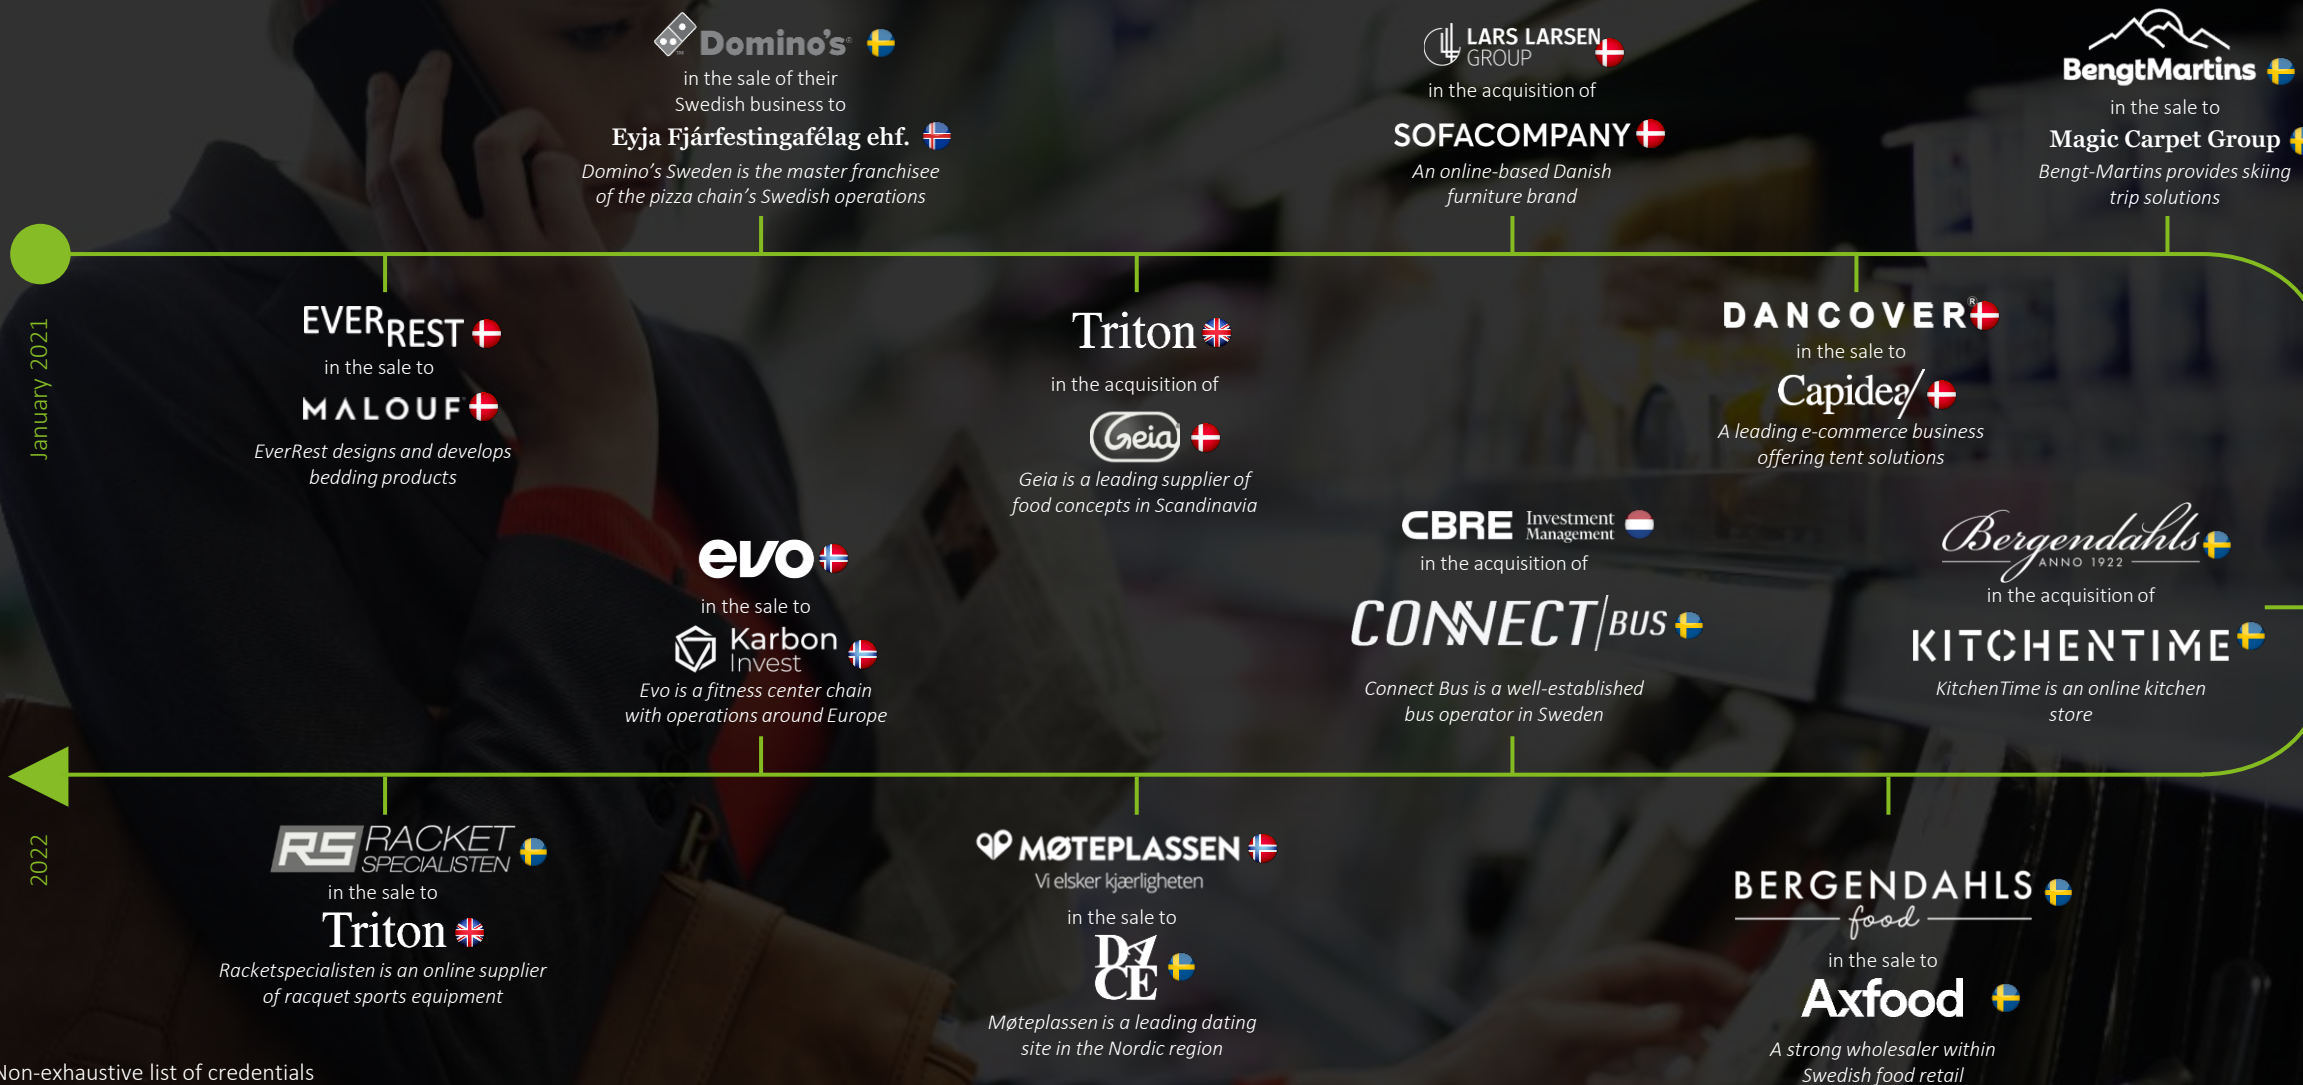 Domino's
in the sale of their
Swedish business to
Eyja Fjárfestingafélag ehf.
Domino's Sweden is the master franchisee
of the pizza chain's Swedish operations
LARS LARSEN
GROUP
in the acquisition of
SOFACOMPANY
An online-based Danish
furniture brand
BengtMartins
in the sale to
Magic Carpet Group
Bengt-Martins provides skiing
trip solutions
January 2021
EVERREST
in the sale to
MALOUF
EverRest designs and develops
bedding products
Triton
in the acquisition of
Geia
Geia is a leading supplier of
food concepts in Scandinavia
DANCOVER®
in the sale to
Capidea
A leading e-commerce business
offering tent solutions
evo
in the sale to
Karbon
Invest
Evo is a fitness center chain
with operations around Europe
CBRE Investment
Management
in the acquisition of
CONNECT/BUS
Connect Bus is a well-established
bus operator in Sweden
Bergendahls
ANNO 1922
in the acquisition of
KITCHENTIME
KitchenTime is an online kitchen
store
2022
RS RACKET
SPECIALISTEN
in the sale to
Triton
Racketspecialisten is an online supplier
of racquet sports equipment
MØTEPLASSEN
Vi elsker kjærligheten
in the sale to
DACE
Møteplassen is a leading dating
site in the Nordic region
BERGENDAHLS
food
in the sale to
Axfood
A strong wholesaler within
Swedish food retail
Non-exhaustive list of credentials